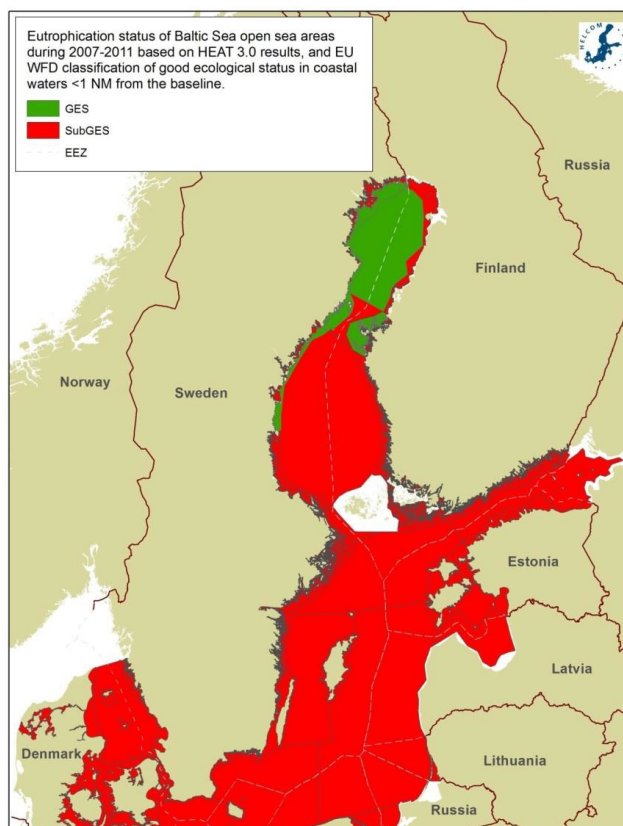 Eutrophication status of Baltic Sea open sea areas
during 2007-2011 based on HEAT 3.0 results, and EU
WFD classification of good ecological status in coastal
waters <1 NM from the baseline.
GES
SubGES
EEZ
HELCOM
Russia
Finland
Norway
Sweden
Estonia
Latvia
Denmark
Lithuania
Russia